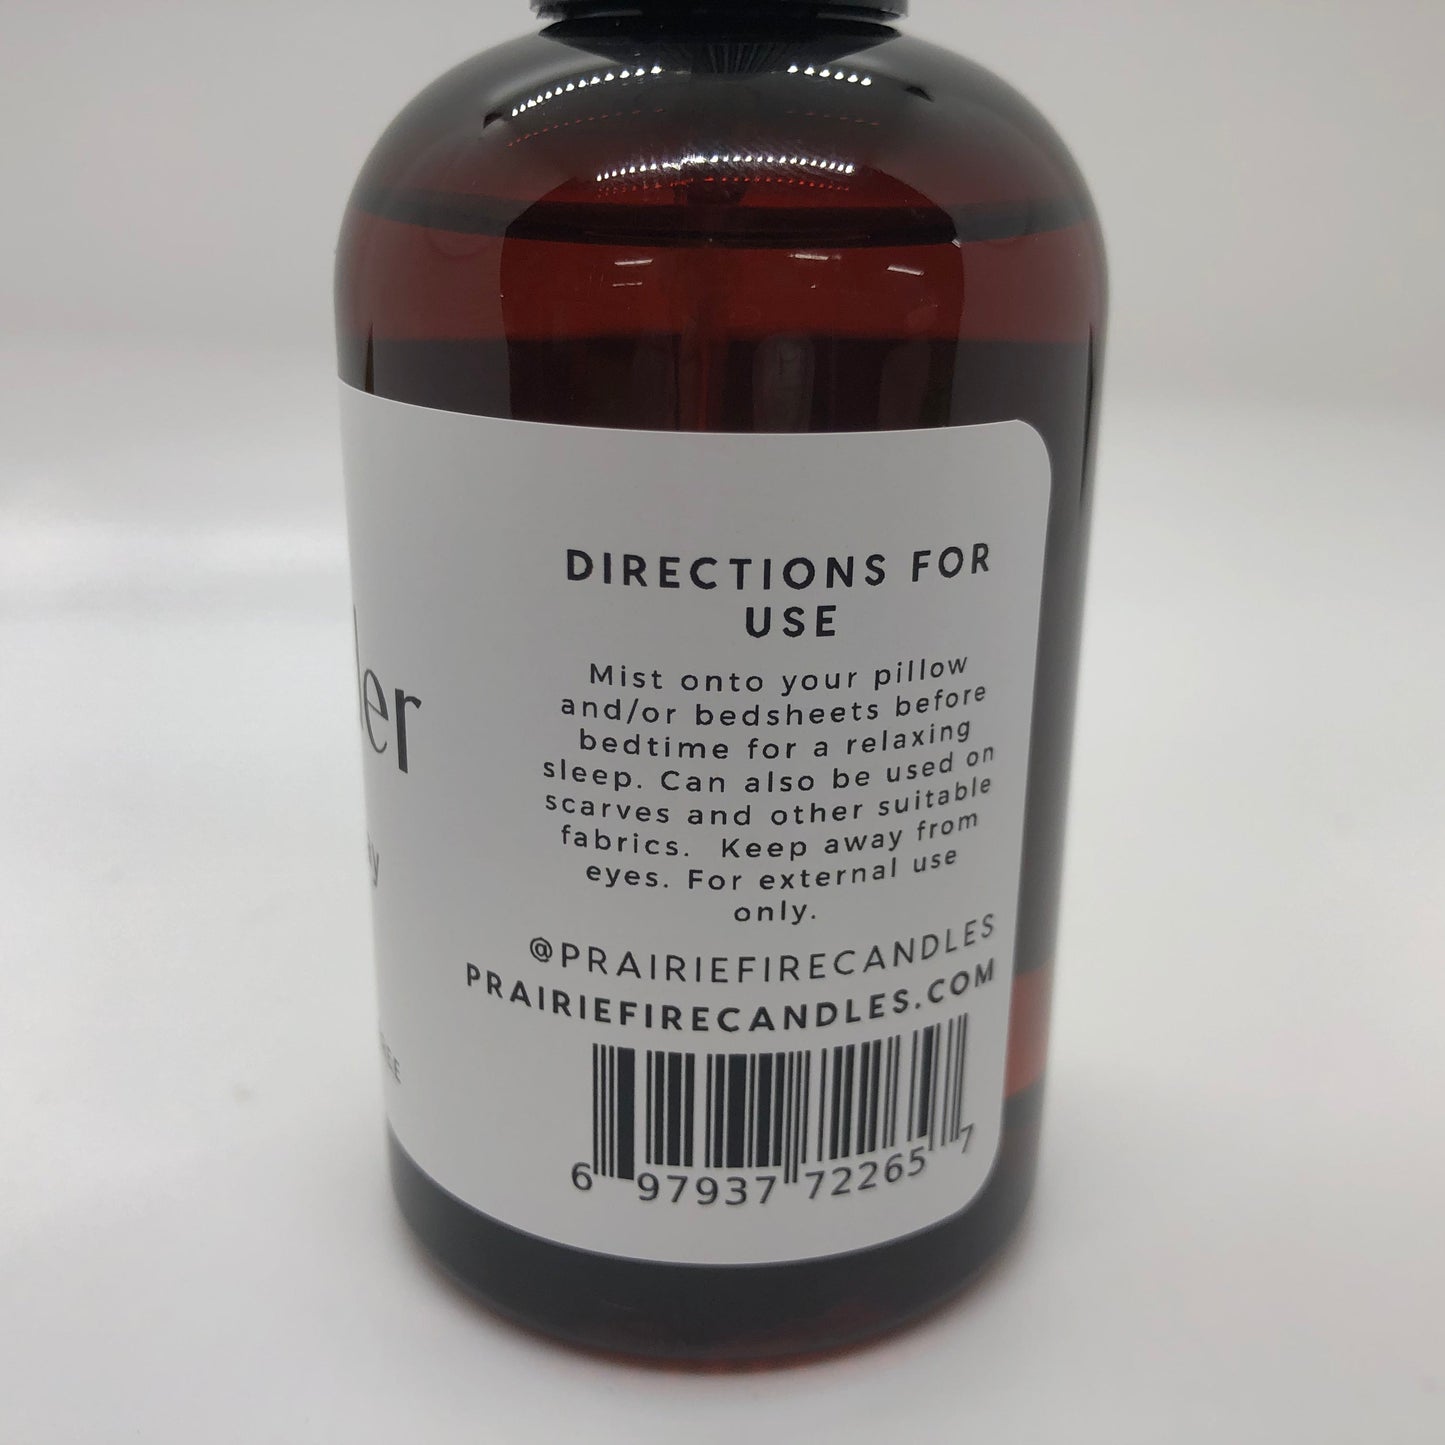 DIRECTIONS FOR
USE
Mist onto your pillow
and/or bedsheets before
bedtime for a relaxing
sleep. Can also be used on
scarves and other suitable
fabrics.  Keep away from
eyes. For external use
only.
@PRAIRIEFIRECANDLES
PRAIRIEFIRECANDLES.COM
6 97937 72265 7